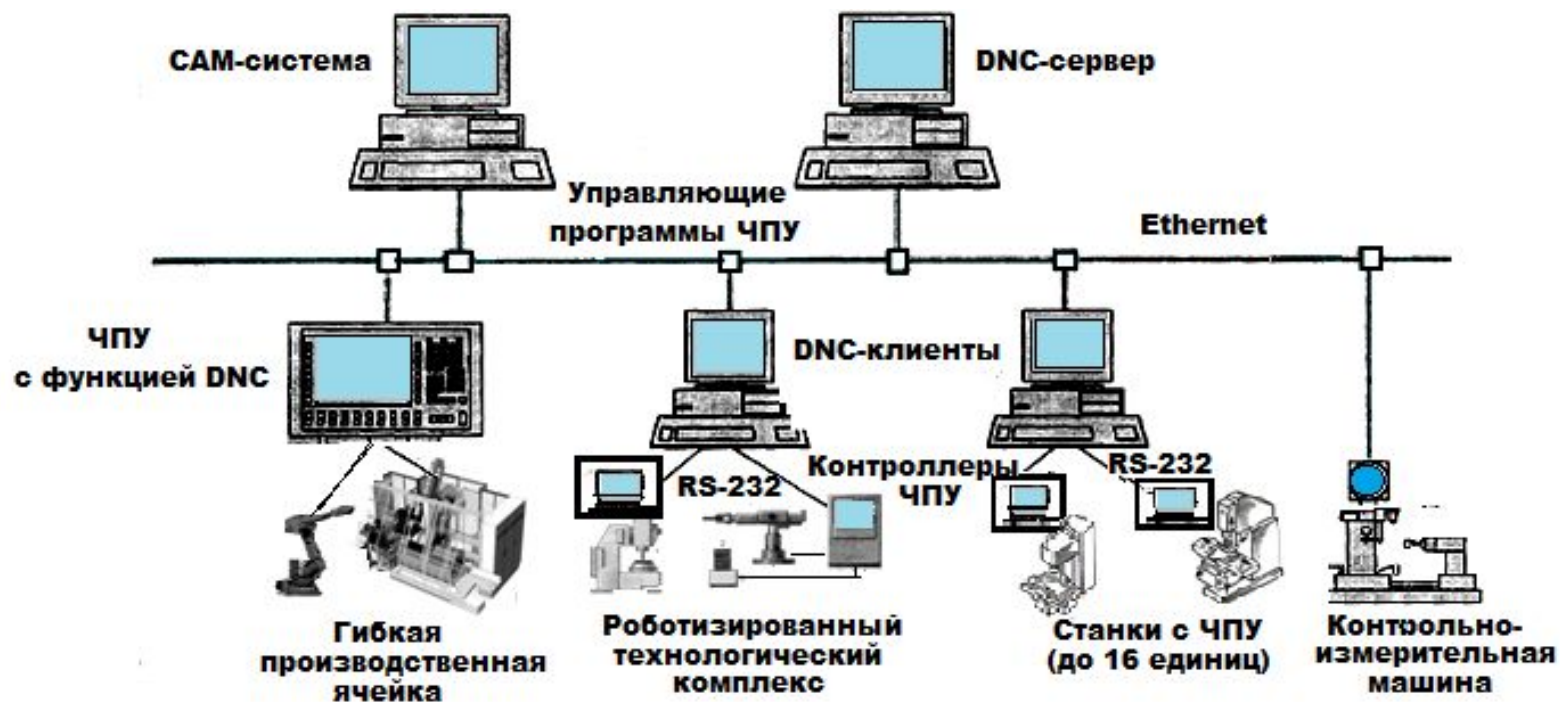 CAM-система
DNC-сервер
Управляющие
программы ЧПУ
Ethernet
ЧПУ
с функцией DNC
DNC-клиенты
RS-232
Контроллеры
ЧПУ
RS-232
Гибкая
производственная
ячейка
Роботизированный
технологический
комплекс
Станки с ЧПУ
(до 16 единиц)
Контрольно-
измерительная
машина